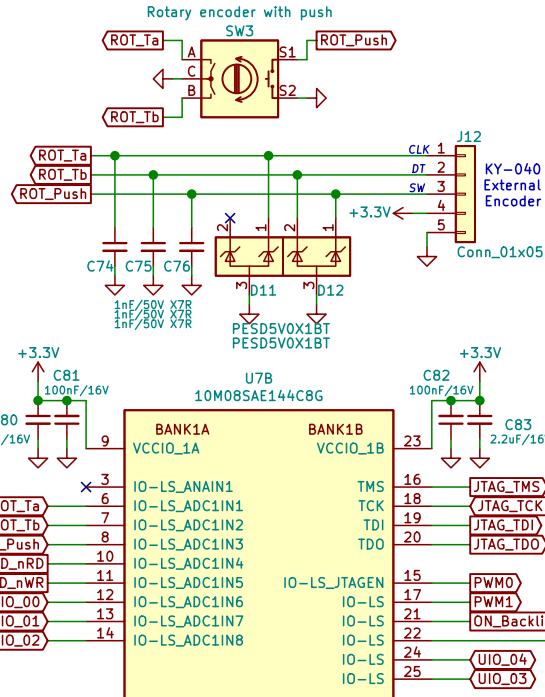 Rotary encoder with push
SW3
ROT_Ta
A
S1
ROT_Push
C
B
S2
ROT_Tb
J12
ROT_Ta
CLK
1
ROT_Tb
DT
2
KY-040
ROT_Push
SW
3
External
+3.3V
4
Encoder
5
Conn_01x05
2
1
2
1
C74
C75
C76
3
D11
3
D12
1nF/50V X7R
1nF/50V X7R
1nF/50V X7R
PESD5V0X1BT
PESD5V0X1BT
+3.3V
C81
100nF/16V
U7B
10M08SAE144C8G
C82
100nF/16V
+3.3V
80
/16V
C83
2.2uF/16
BANK1A
BANK1B
9
VCCIO_1A
VCCIO_1B
23
3
IO-LS_ANAIN1
TMS
16
JTAG_TMS
OT_Ta
6
IO-LS_ADC1IN1
TCK
18
JTAG_TCK
OT_Tb
7
IO-LS_ADC1IN2
TDI
19
JTAG_TDI
_Push
8
IO-LS_ADC1IN3
TDO
20
JTAG_TDO
D_nRD
10
IO-LS_ADC1IN4
D_nWR
11
IO-LS_ADC1IN5
IO-LS_JTAGEN
15
PWM0
IO_00
12
IO-LS_ADC1IN6
IO-LS
17
PWM1
IO_01
13
IO-LS_ADC1IN7
IO-LS
21
ON_Backli
IO_02
14
IO-LS_ADC1IN8
IO-LS
22
IO-LS
24
UIO_04
IO-LS
25
UIO_03